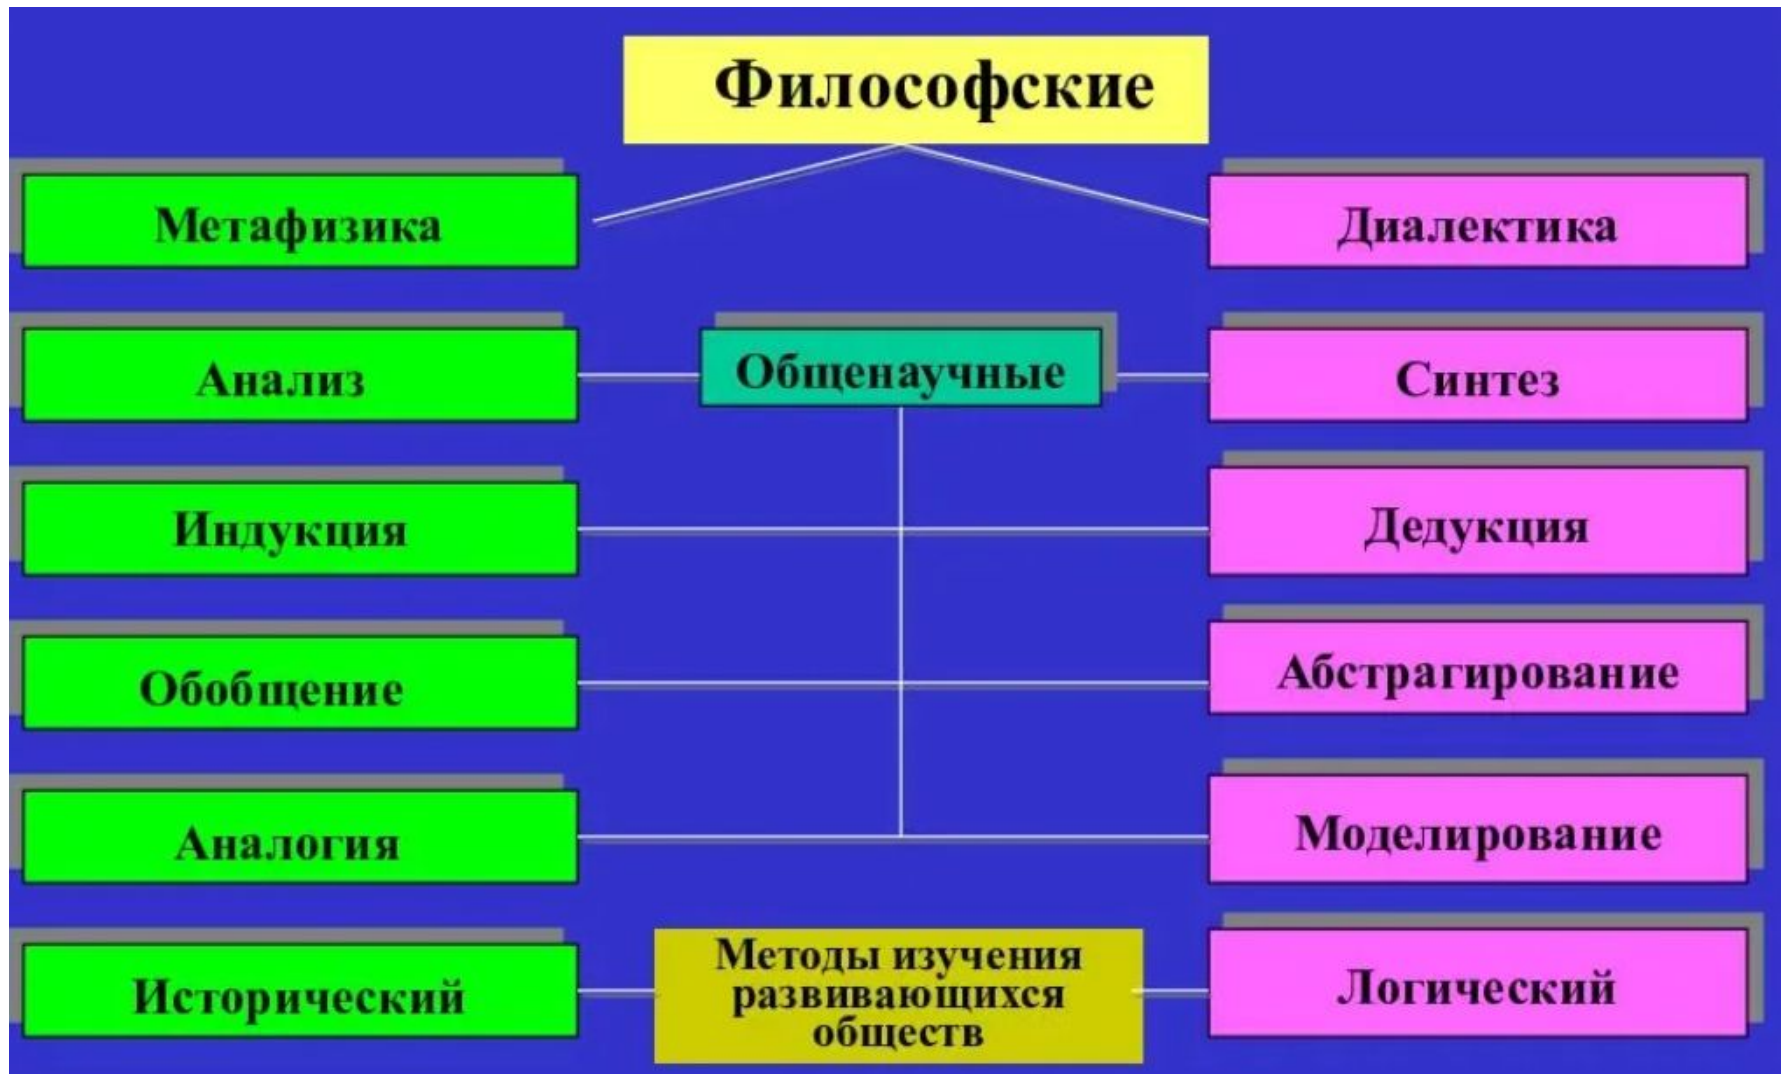 Философские
Метафизика
Диалектика
Анализ
Общенаучные
Синтез
Индукция
Дедукция
Обобщение
Абстрагирование
Аналогия
Моделирование
Исторический
Методы изучения
развивающихся
обществ
Логический